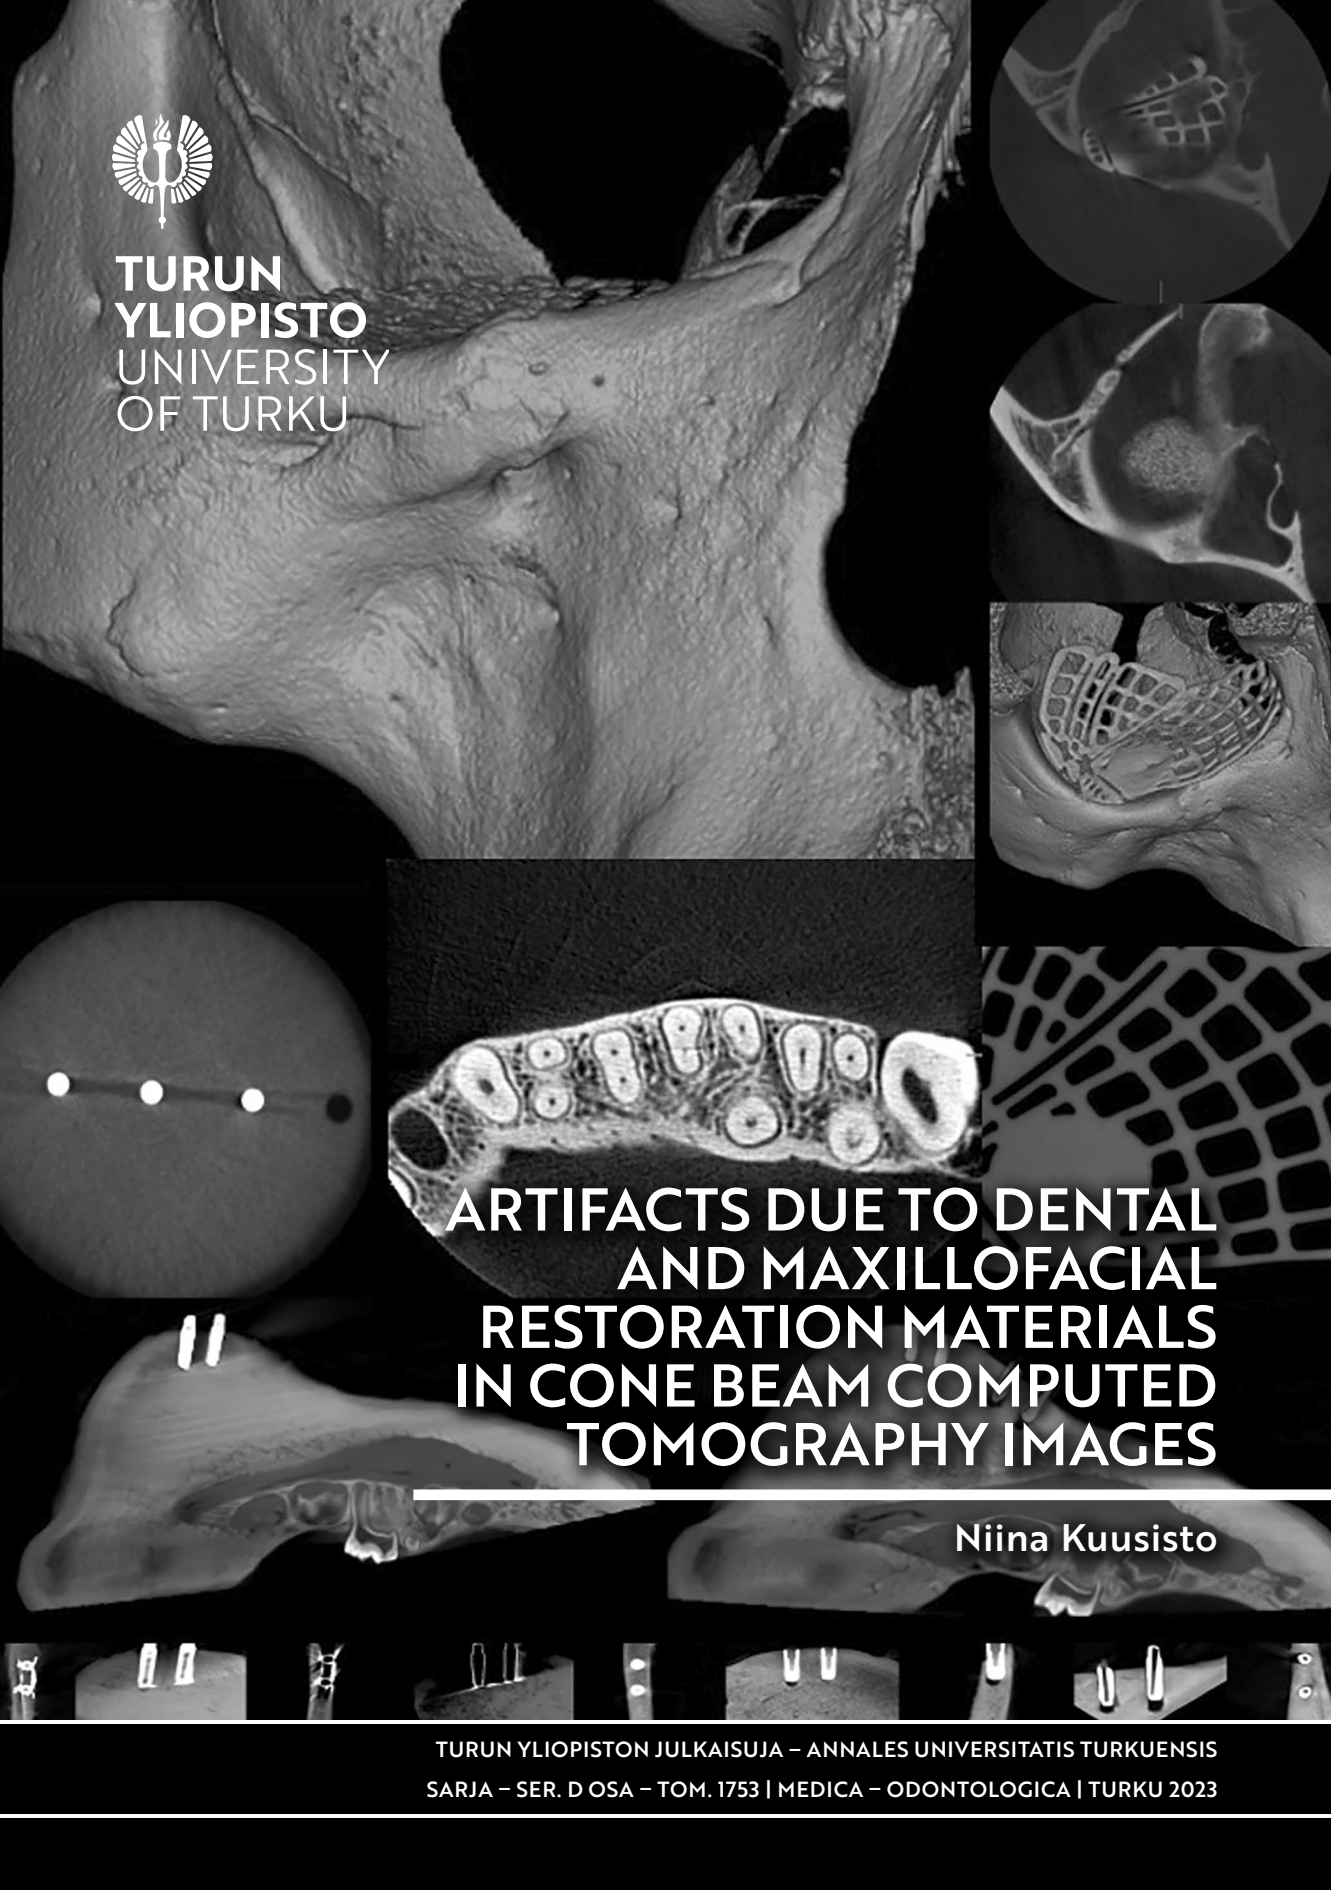 TURUN
YLIOPISTO
UNIVERSITY
OF TURKU
ARTIFACTS DUE TO DENTAL
AND MAXILLOFACIAL
RESTORATION MATERIALS
IN CONE BEAM COMPUTED
TOMOGRAPHY IMAGES
Niina Kuusisto
TURUN YLIOPISTON JULKAISUJA – ANNALES UNIVERSITATIS TURKUENSIS
SARJA – SER. D OSA – TOM. 1753 | MEDICA – ODONTOLOGICA | TURKU 2023